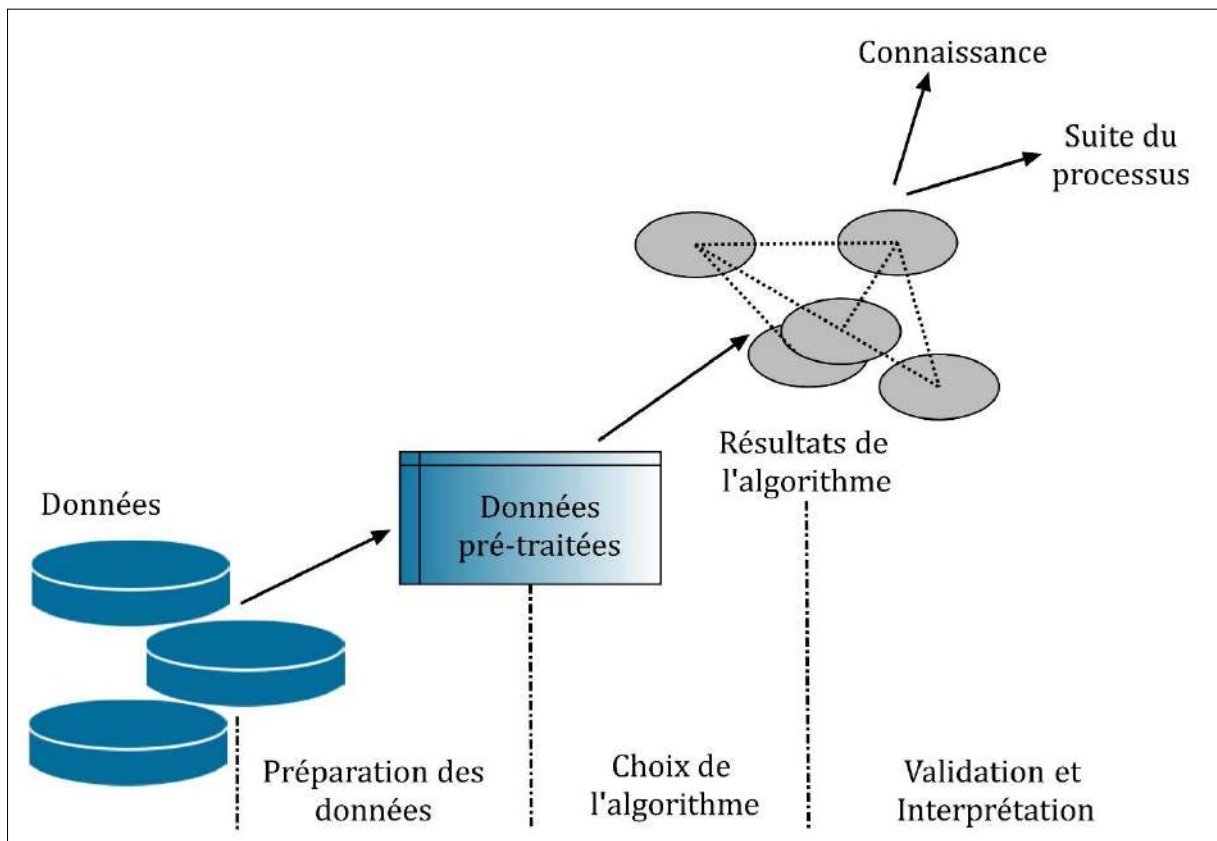 Connaissance
Suite du
processus
Résultats de
l'algorithme
Données
Données
pré-traitées
Préparation des
données
Choix de
l'algorithme
Validation et
Interprétation